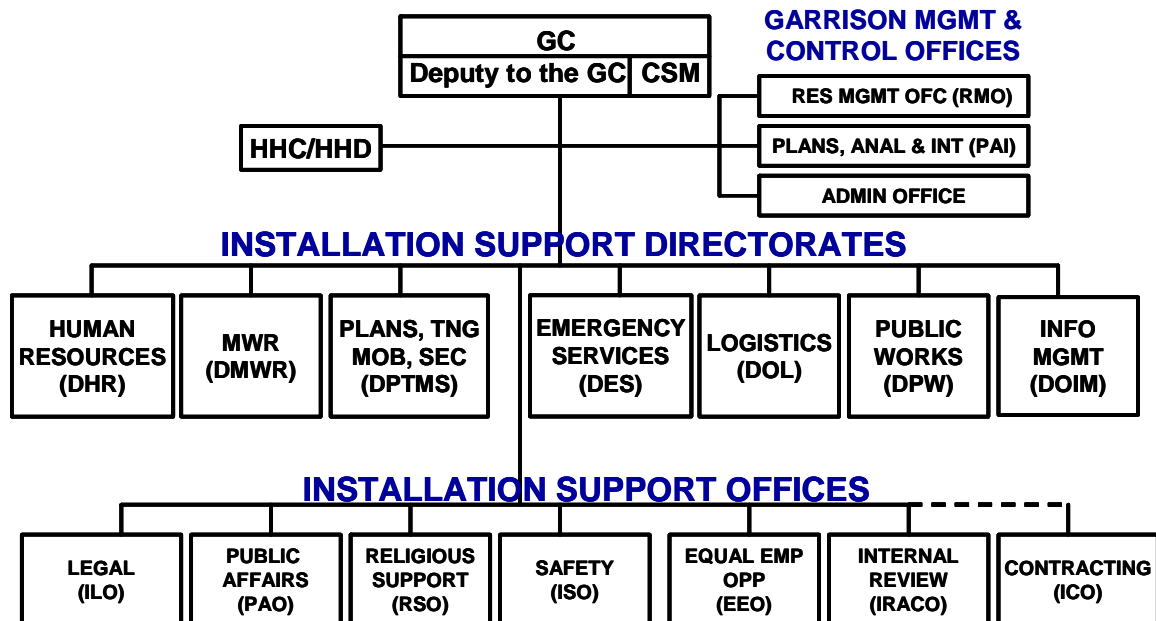 GC
Deputy to the GC CSM
GARRISON MGMT &
CONTROL OFFICES
RES MGMT OFC (RMO)
PLANS, ANAL & INT (PAI)
ADMIN OFFICE
HHC/HHD
INSTALLATION SUPPORT DIRECTORATES
HUMAN
RESOURCES
(DHR)
MWR
(DMWR)
PLANS, TNG
MOB, SEC
(DPTMS)
EMERGENCY
SERVICES
(DES)
LOGISTICS
(DOL)
PUBLIC
WORKS
(DPW)
INFO
MGMT
(DOIM)
INSTALLATION SUPPORT OFFICES
LEGAL
(ILO)
PUBLIC
AFFAIRS
(PAO)
RELIGIOUS
SUPPORT
(RSO)
SAFETY
(ISO)
EQUAL EMP
OPP
(EEO)
INTERNAL
REVIEW
(IRACO)
CONTRACTING
(ICO)